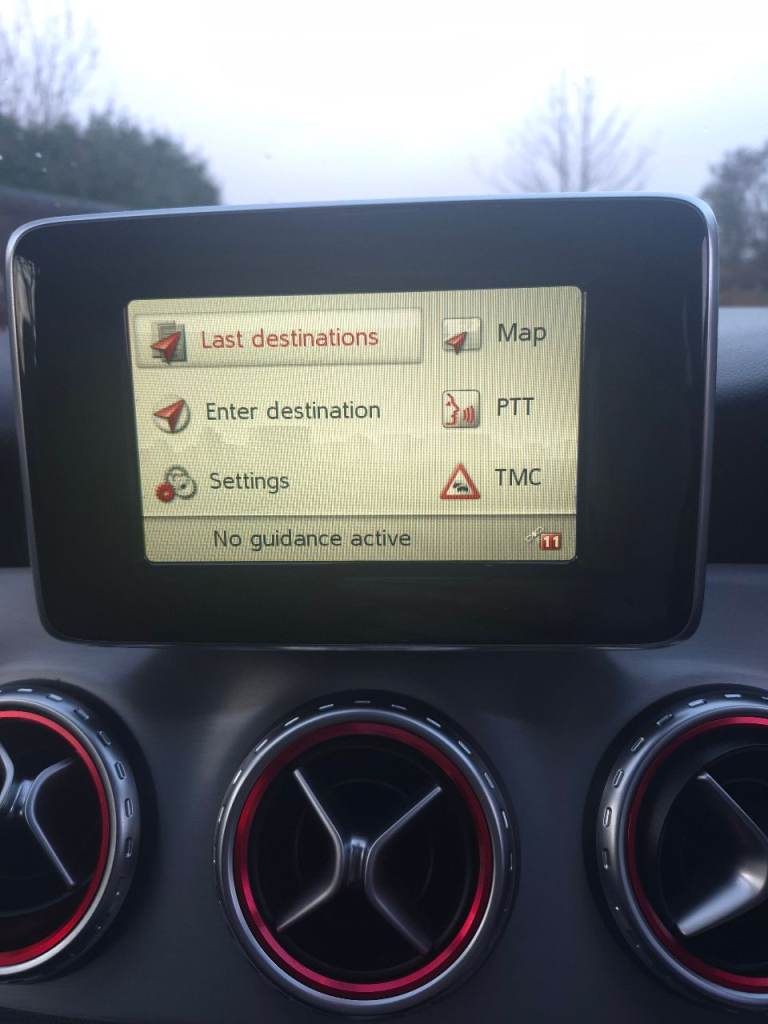 Last destinations
Map
Enter destination
PTT
Settings
TMC
No guidance active
11